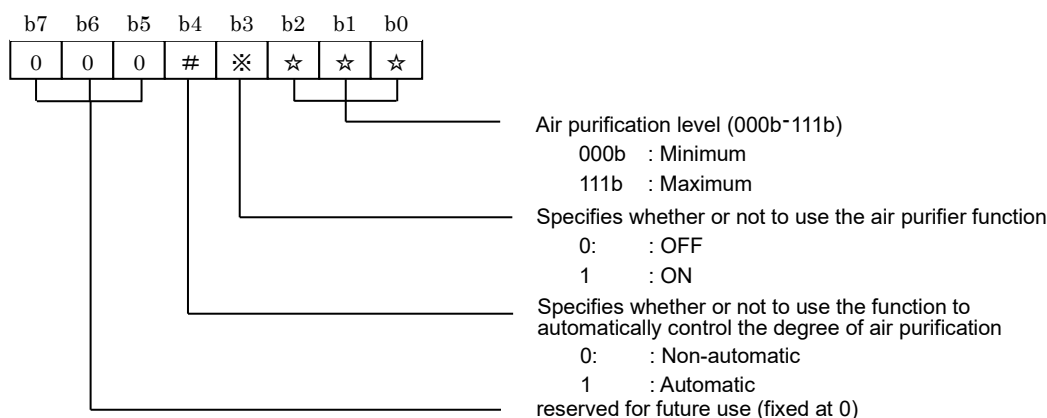 b7 b6 b5 b4 b3 b2 b1 b0
0 0 0 # ※ ☆ ☆ ☆
Air purification level (000b-111b)
000b : Minimum
111b : Maximum
Specifies whether or not to use the air purifier function
0: : OFF
1 : ON
Specifies whether or not to use the function to
automatically control the degree of air purification
0: : Non-automatic
1 : Automatic
reserved for future use (fixed at 0)